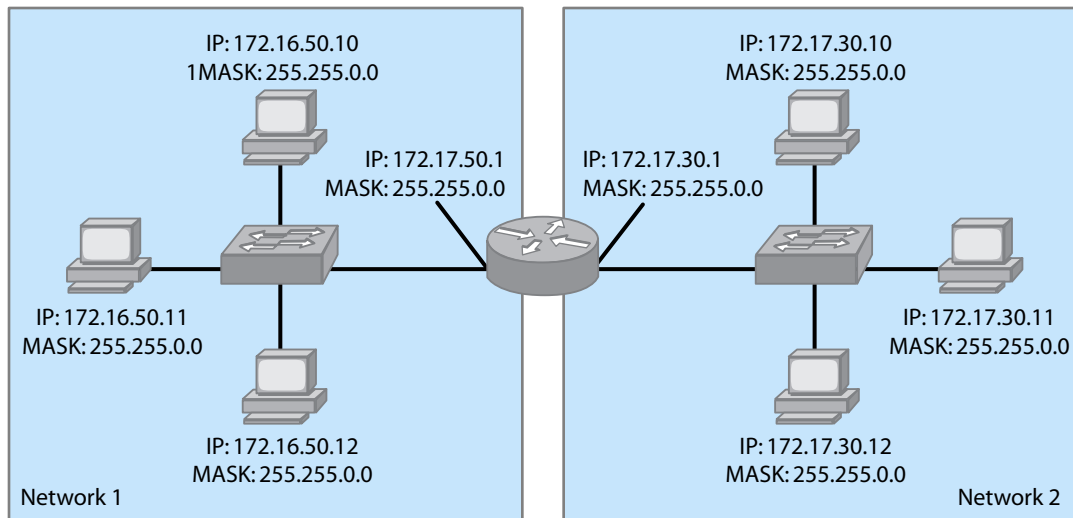 IP: 172.16.50.10
1MASK: 255.255.0.0
IP: 172.17.30.10
MASK: 255.255.0.0
IP: 172.17.50.1
MASK: 255.255.0.0
IP: 172.17.30.1
MASK: 255.255.0.0
IP: 172.16.50.11
MASK: 255.255.0.0
IP: 172.17.30.11
MASK: 255.255.0.0
IP: 172.16.50.12
MASK: 255.255.0.0
IP: 172.17.30.12
MASK: 255.255.0.0
Network 1
Network 2